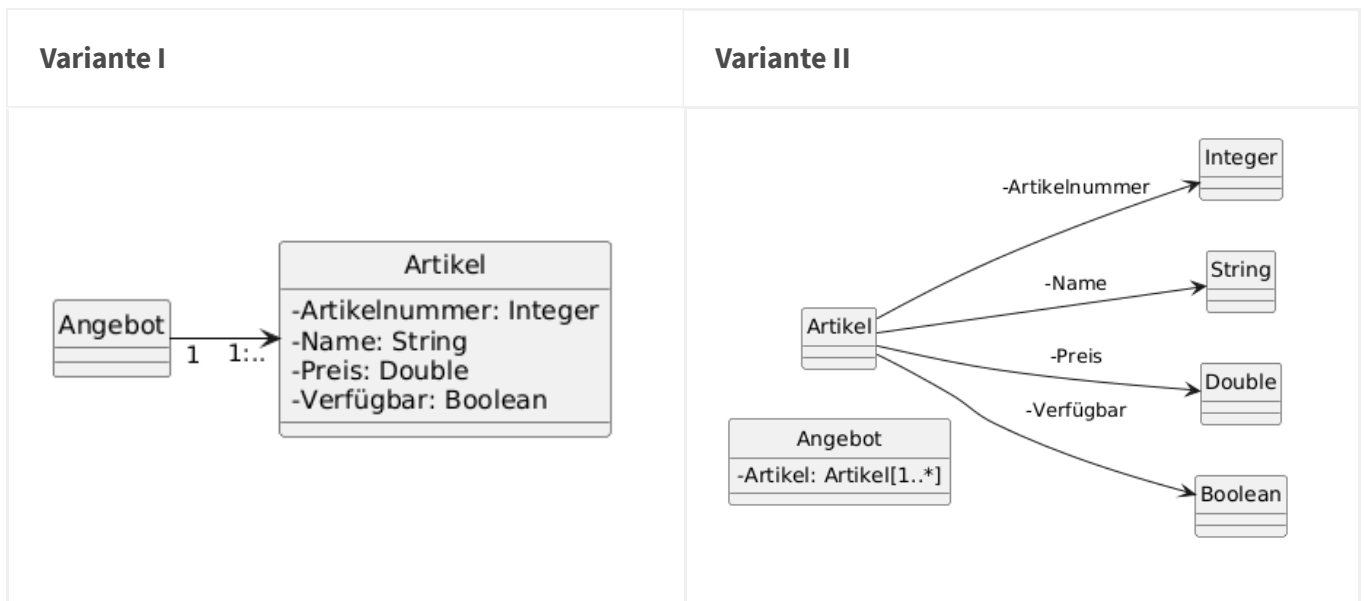 Variante I
Variante II
Angebot
1
1:..
Artikel
-Artikelnummer: Integer
-Name: String
-Preis: Double
-Verfügbar: Boolean
Artikel
-Artikelnummer
-Name
-Preis
-Verfügbar
Integer
String
Double
Boolean
Angebot
-Artikel: Artikel[1..*]